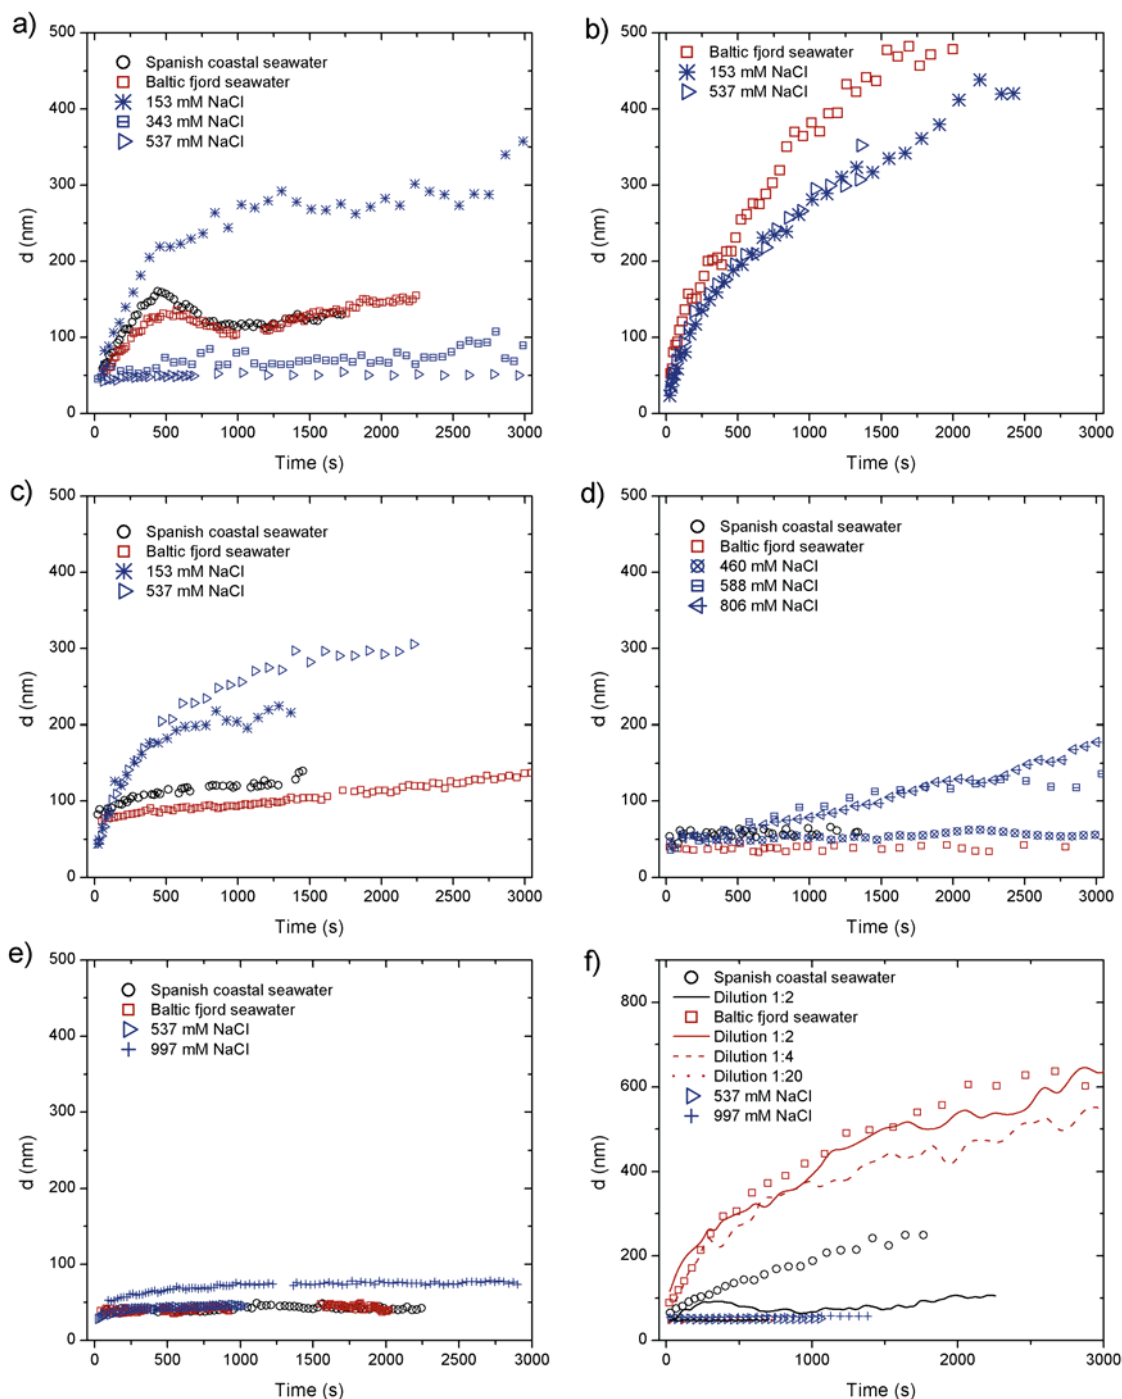 a)
500
400
300
200
100
0
d (nm)
Spanish coastal seawater
Baltic fjord seawater
153 mM NaCl
343 mM NaCl
537 mM NaCl
0 500 1000 1500 2000 2500 3000
Time (s)
b)
500
400
300
200
100
0
d (nm)
Baltic fjord seawater
153 mM NaCl
537 mM NaCl
0 500 1000 1500 2000 2500 3000
Time (s)
c)
500
400
300
200
100
0
d (nm)
Spanish coastal seawater
Baltic fjord seawater
153 mM NaCl
537 mM NaCl
0 500 1000 1500 2000 2500 3000
Time (s)
d)
500
400
300
200
100
0
d (nm)
Spanish coastal seawater
Baltic fjord seawater
460 mM NaCl
588 mM NaCl
806 mM NaCl
0 500 1000 1500 2000 2500 3000
Time (s)
e)
500
400
300
200
100
0
d (nm)
Spanish coastal seawater
Baltic fjord seawater
537 mM NaCl
997 mM NaCl
0 500 1000 1500 2000 2500 3000
Time (s)
f)
800
600
400
200
0
d (nm)
Spanish coastal seawater
Dilution 1:2
Baltic fjord seawater
Dilution 1:2
Dilution 1:4
Dilution 1:20
537 mM NaCl
997 mM NaCl
0 1000 2000 3000
Time (s)